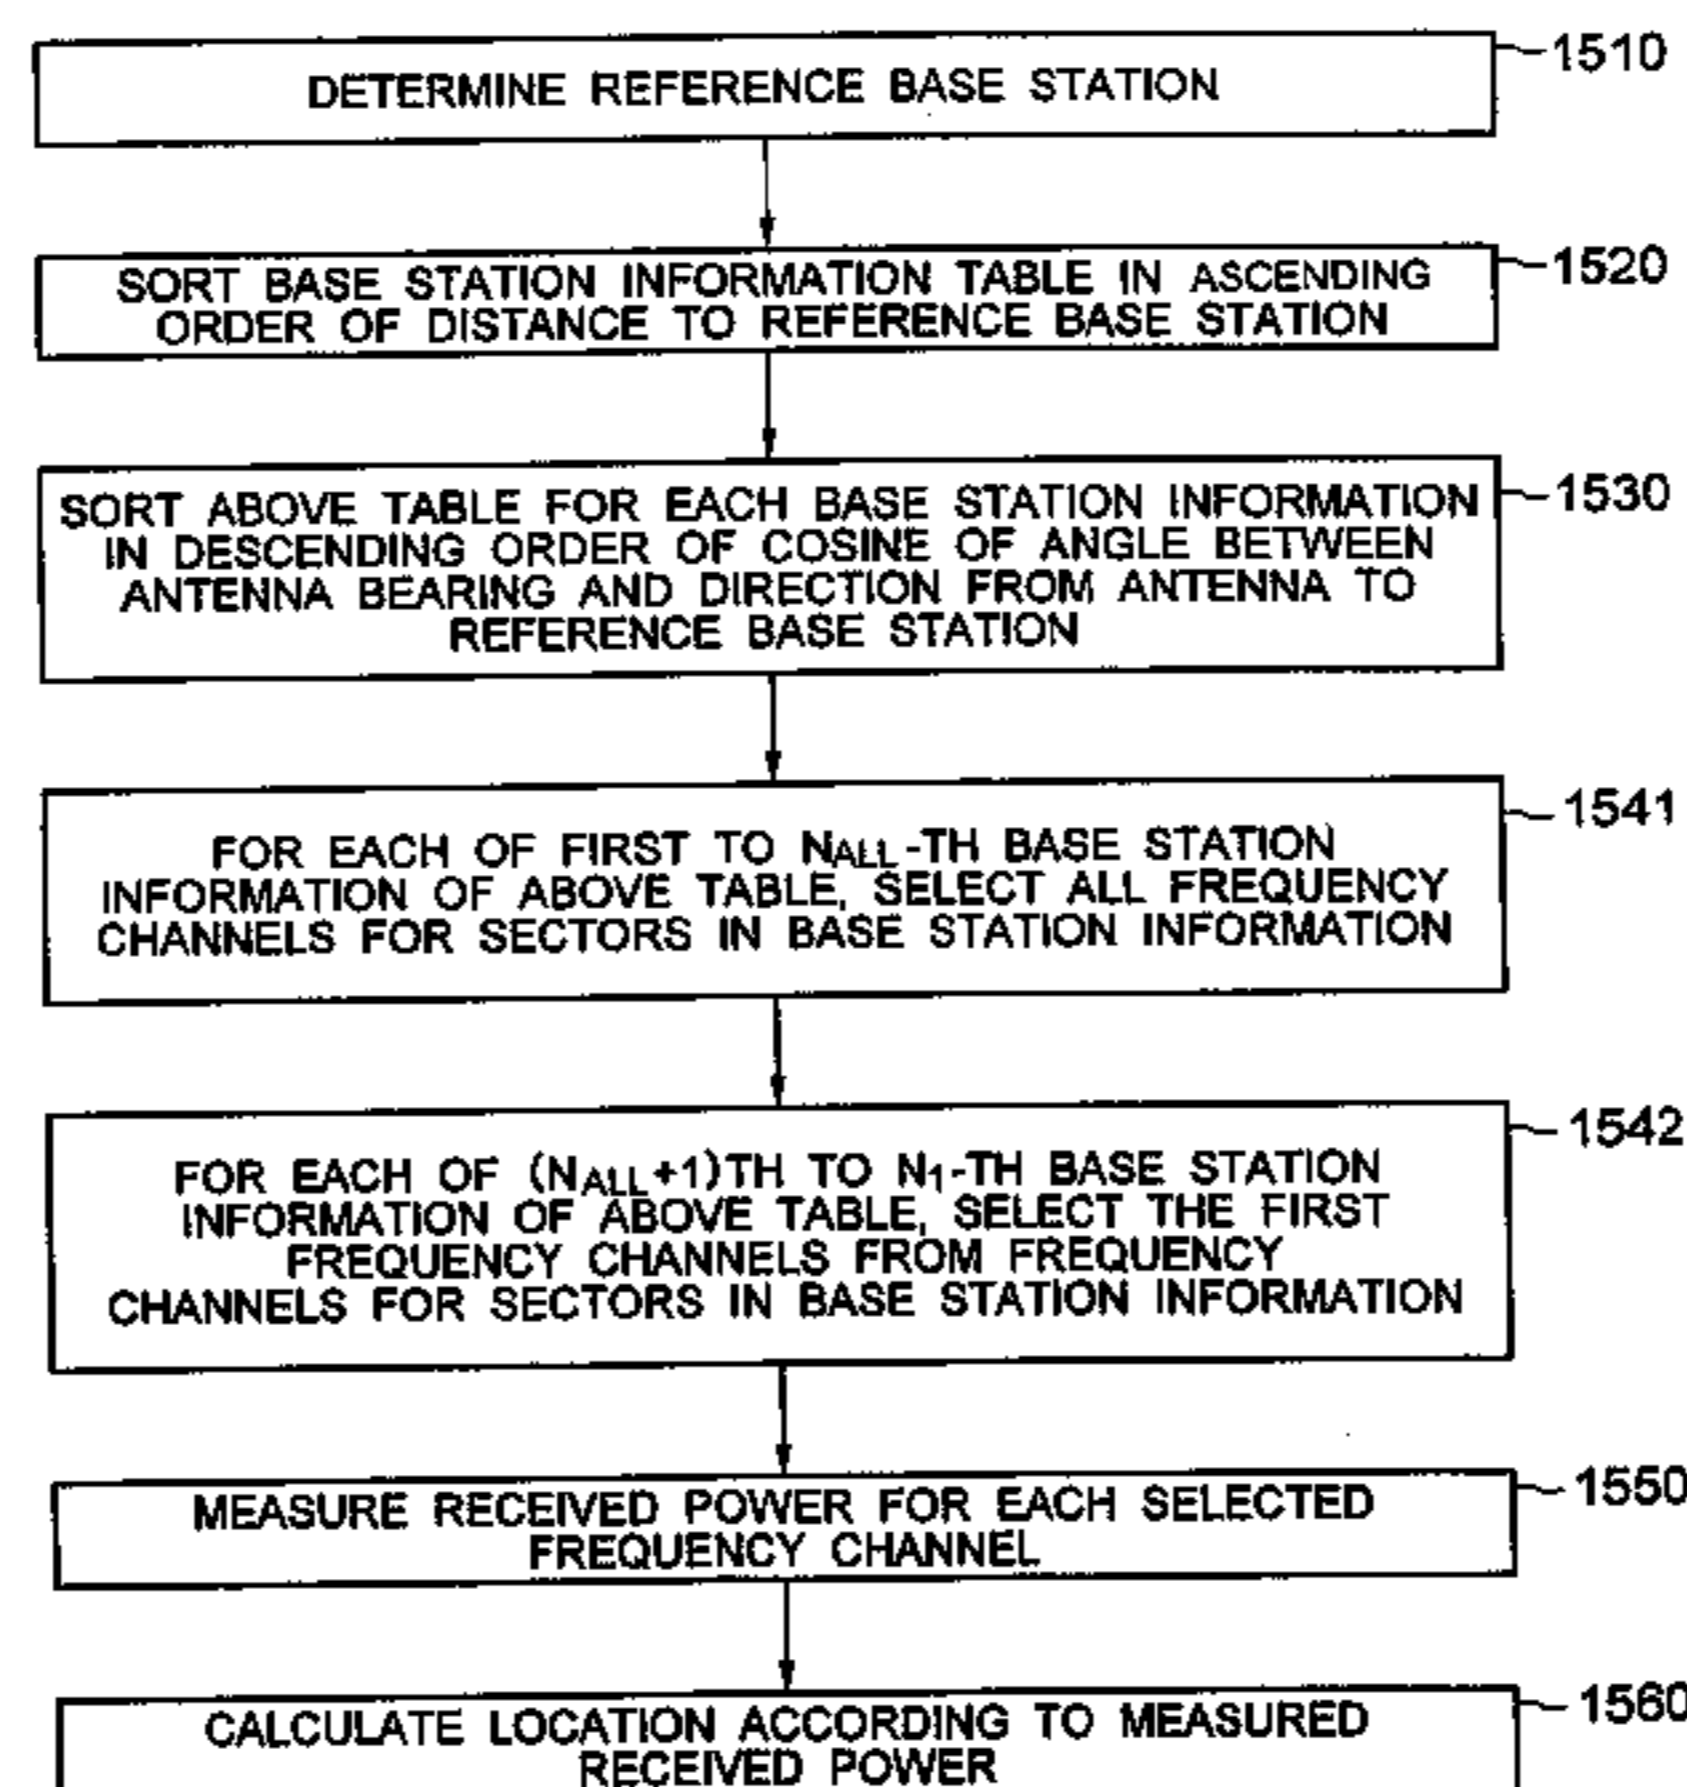 DETERMINE REFERENCE BASE STATION
1510
SORT BASE STATION INFORMATION TABLE IN ASCENDING
ORDER OF DISTANCE TO REFERENCE BASE STATION
1520
SORT ABOVE TABLE FOR EACH BASE STATION INFORMATION
IN DESCENDING ORDER OF COSINE OF ANGLE BETWEEN
ANTENNA BEARING AND DIRECTION FROM ANTENNA TO
REFERENCE BASE STATION
1530
FOR EACH OF FIRST TO NALL-TH BASE STATION
INFORMATION OF ABOVE TABLE, SELECT ALL FREQUENCY
CHANNELS FOR SECTORS IN BASE STATION INFORMATION
1541
FOR EACH OF (NALL+1)TH TO N1-TH BASE STATION
INFORMATION OF ABOVE TABLE, SELECT THE FIRST
FREQUENCY CHANNELS FROM FREQUENCY
CHANNELS FOR SECTORS IN BASE STATION INFORMATION
1542
MEASURE RECEIVED POWER FOR EACH SELECTED
FREQUENCY CHANNEL
1550
CALCULATE LOCATION ACCORDING TO MEASURED
RECEIVED POWER
1560